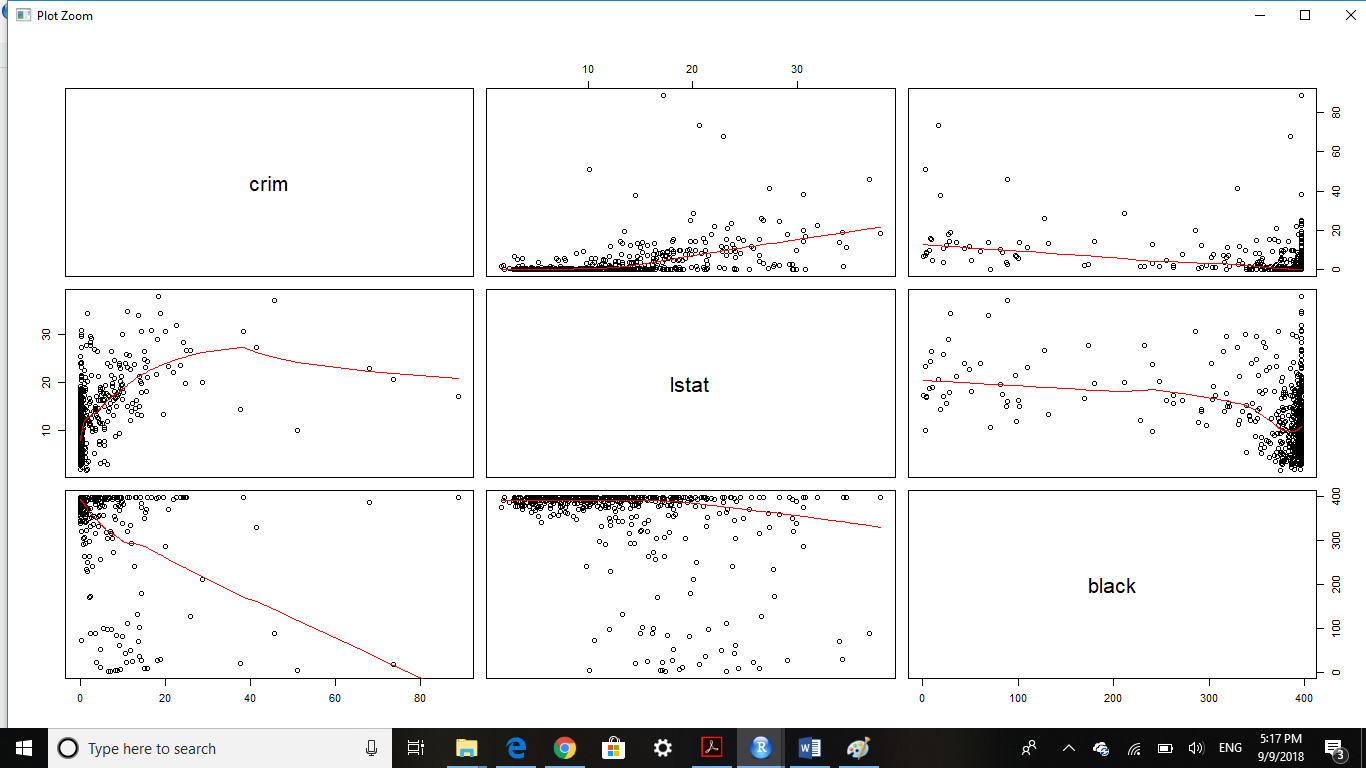 Plot Zoom
10 20 30
crim
80
60
40
20
0
30
20
10
lstat
400
300
200
100
0
black
0 20 40 60 80
0 100 200 300 400
Type here to search
ENG
5:17 PM
9/9/2018
3